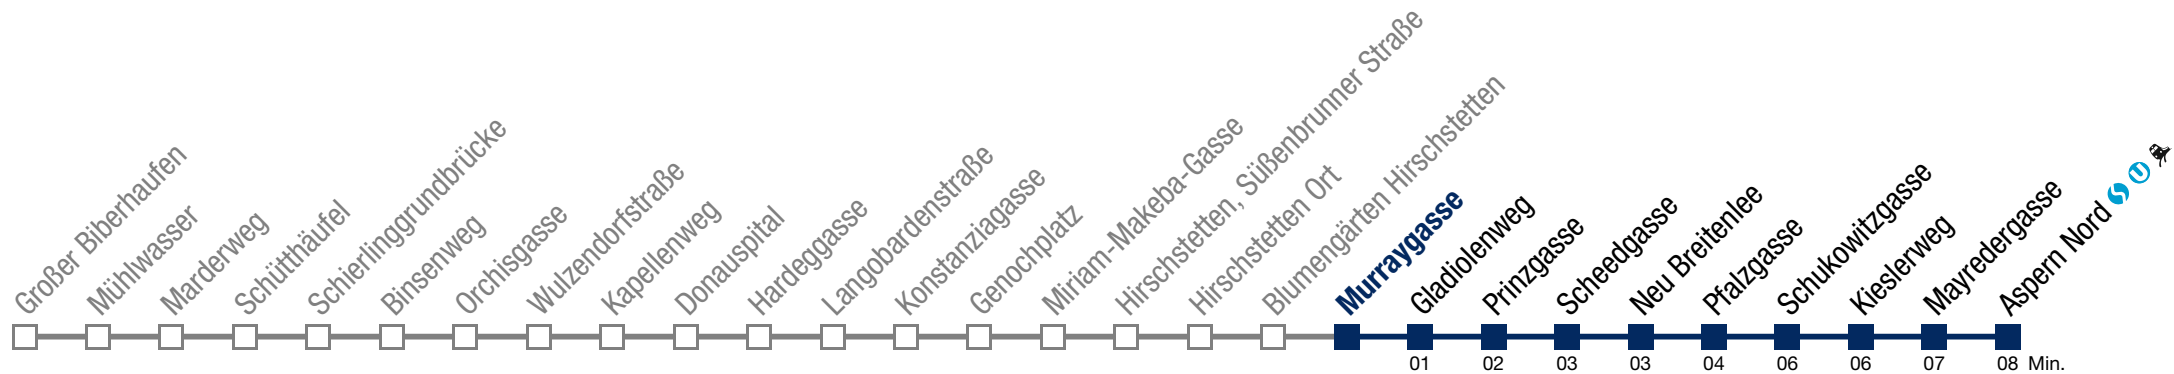 Großer Biberhaufen
Mühlwasser
Marderweg
Schütthäufel
Schierlinggrundbrücke
Binsenweg
Orchisgasse
Wulzendorfstraße
Kapellenweg
Donauspital
Hardeggasse
Langobardenstraße
Konstanziagasse
Genochplatz
Miriam-Makeba-Gasse
Hirschstetten, Süßenbrunner Straße
Hirschstetten Ort
Blumengärten Hirschstetten
Murraygasse
Gladiolenweg
Prinzgasse
Scheedgasse
Neu Breitenlee
Pfalzgasse
Schukowitzgasse
Kieslerweg
Mayredergasse
Aspern Nord S U
01 02 03 03 04 06 06 07 08 Min.